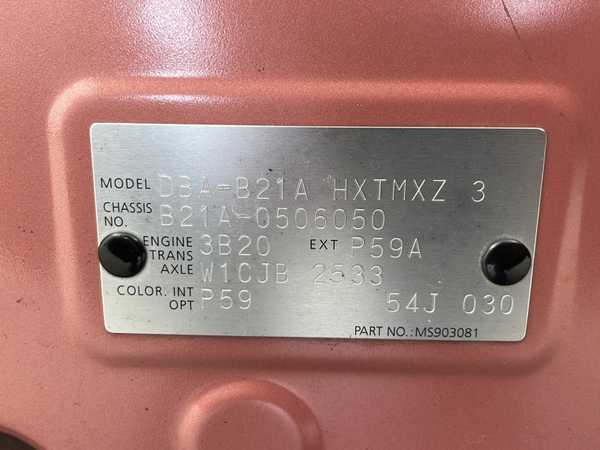 MODEL DBA-B21A HXTMXZ 3
CHASSIS NO. B21A-0506050
ENGINE 3B20 EXT P59A
TRANS AXLE W1CJB 2533
COLOR. INT OPT P59 54J 030
PART NO.:MS903081